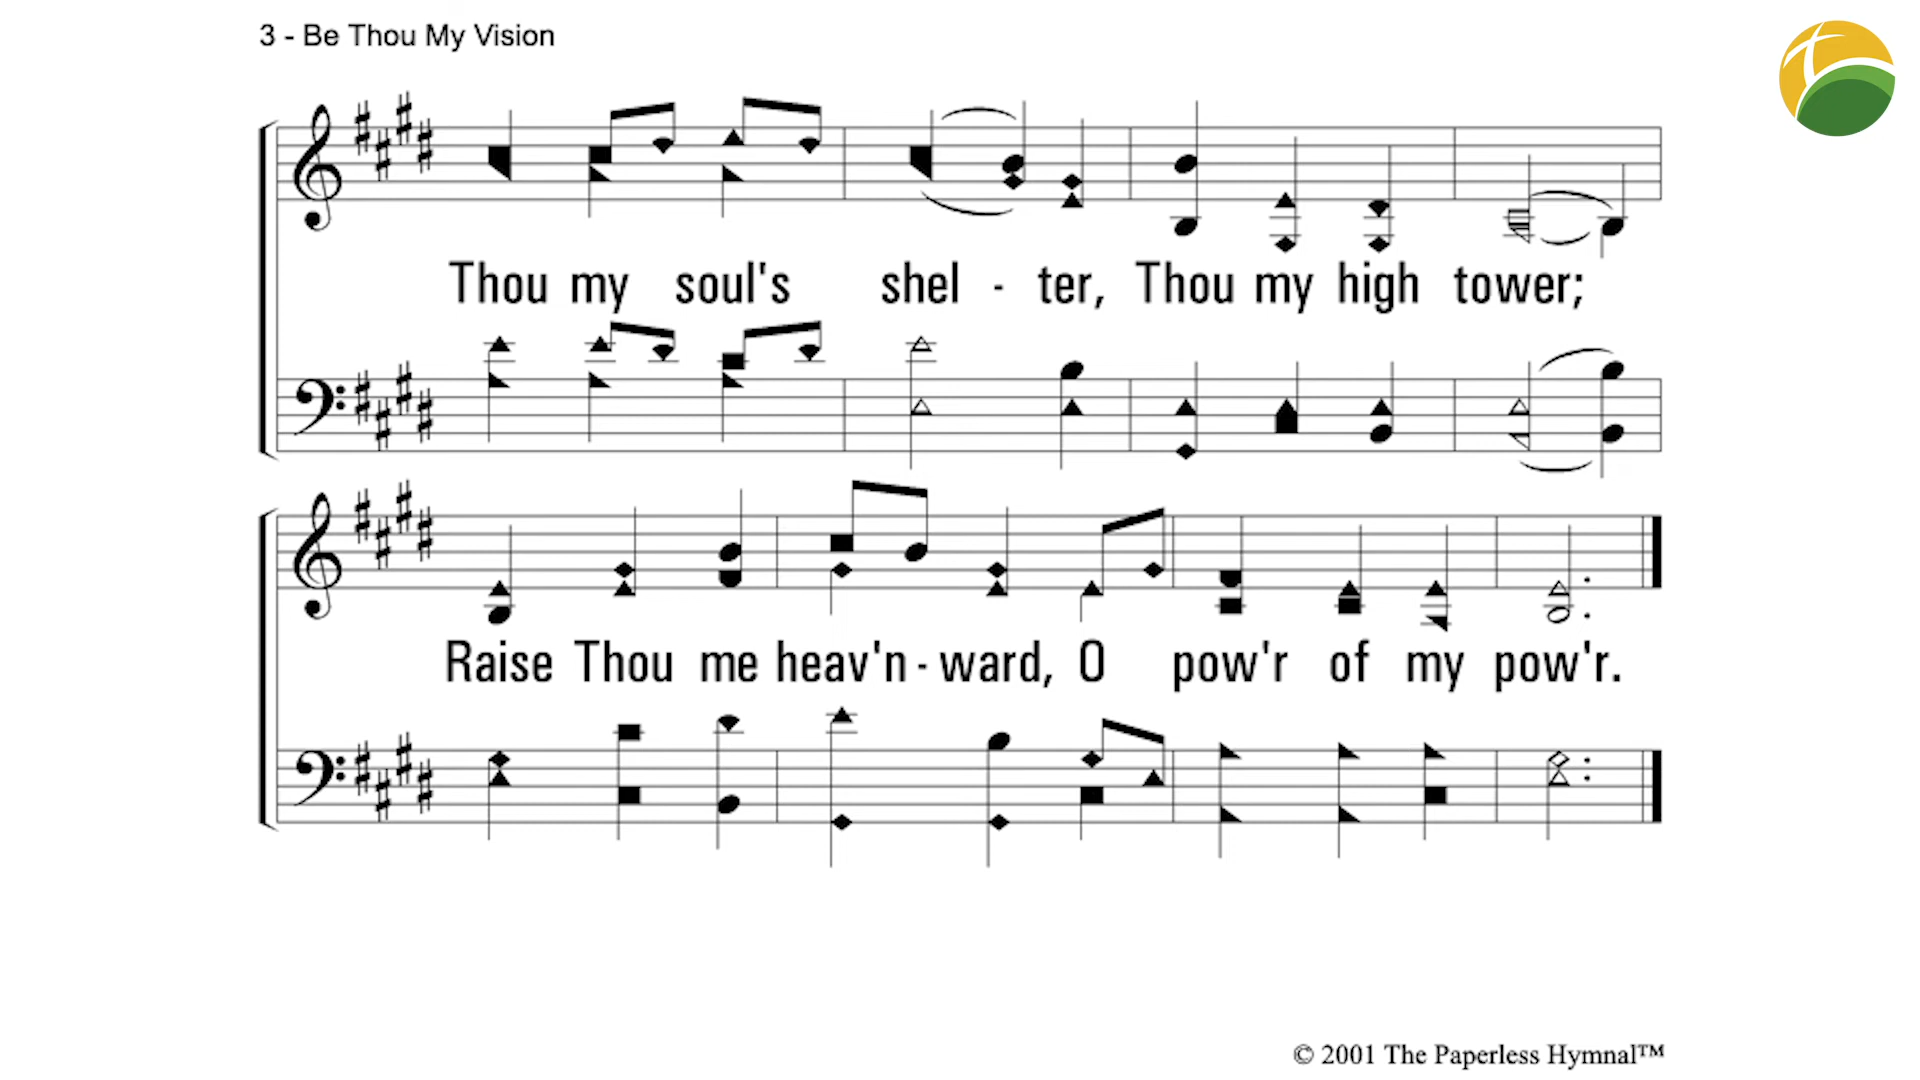 3 - Be Thou My Vision
Thou my soul's shel - ter, Thou my high tower;
Raise Thou me heav'n - ward, O pow'r of my pow'r.
© 2001 The Paperless Hymnal™